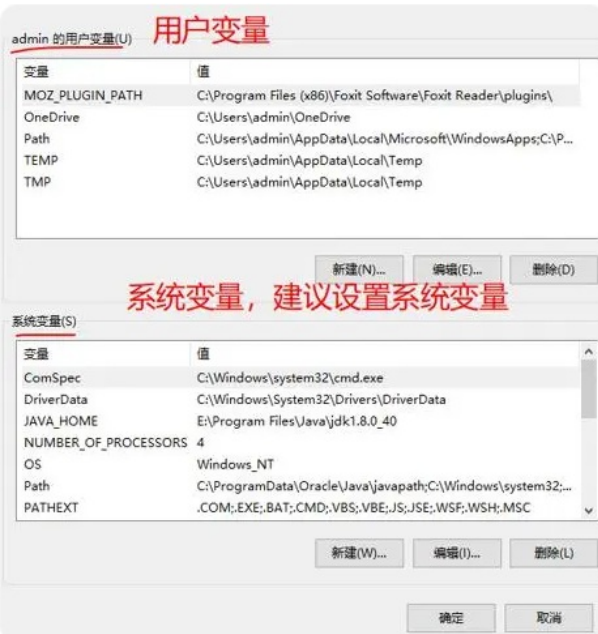 admin 的用户变量(U)
用户变量
变量 值
MOZ_PLUGIN_PATH C:\Program Files (x86)\Foxit Software\Foxit Reader\plugins\
OneDrive C:\Users\admin\OneDrive
Path C:\Users\admin\AppData\Local\Microsoft\WindowsApps;C:\P...
TEMP C:\Users\admin\AppData\Local\Temp
TMP C:\Users\admin\AppData\Local\Temp
新建(N)... 编辑(E)... 删除(D)
系统变量，建议设置系统变量
系统变量(S)
变量 值
ComSpec C:\Windows\system32\cmd.exe
DriverData C:\Windows\System32\Drivers\DriverData
JAVA_HOME E:\Program Files\Java\jdk1.8.0_40
NUMBER_OF_PROCESSORS 4
OS Windows_NT
Path C:\ProgramData\Oracle\Java\javapath;C:\Windows\system32;...
PATHEXT .COM;.EXE;.BAT;.CMD;.VBS;.VBE;.JS;.JSE;.WSF;.WSH;.MSC
新建(W)... 编辑(I)... 删除(L)
确定 取消